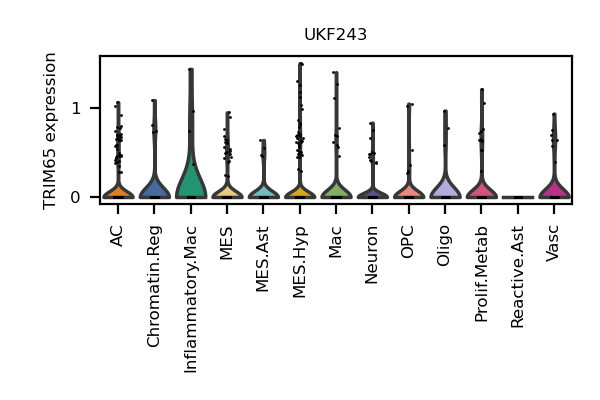 UKF243
TRIM65 expression
1
0
AC
Chromatin.Reg
Inflammatory.Mac
MES
MES.Ast
MES.Hyp
Mac
Neuron
OPC
Oligo
Prolif.Metab
Reactive.Ast
Vasc